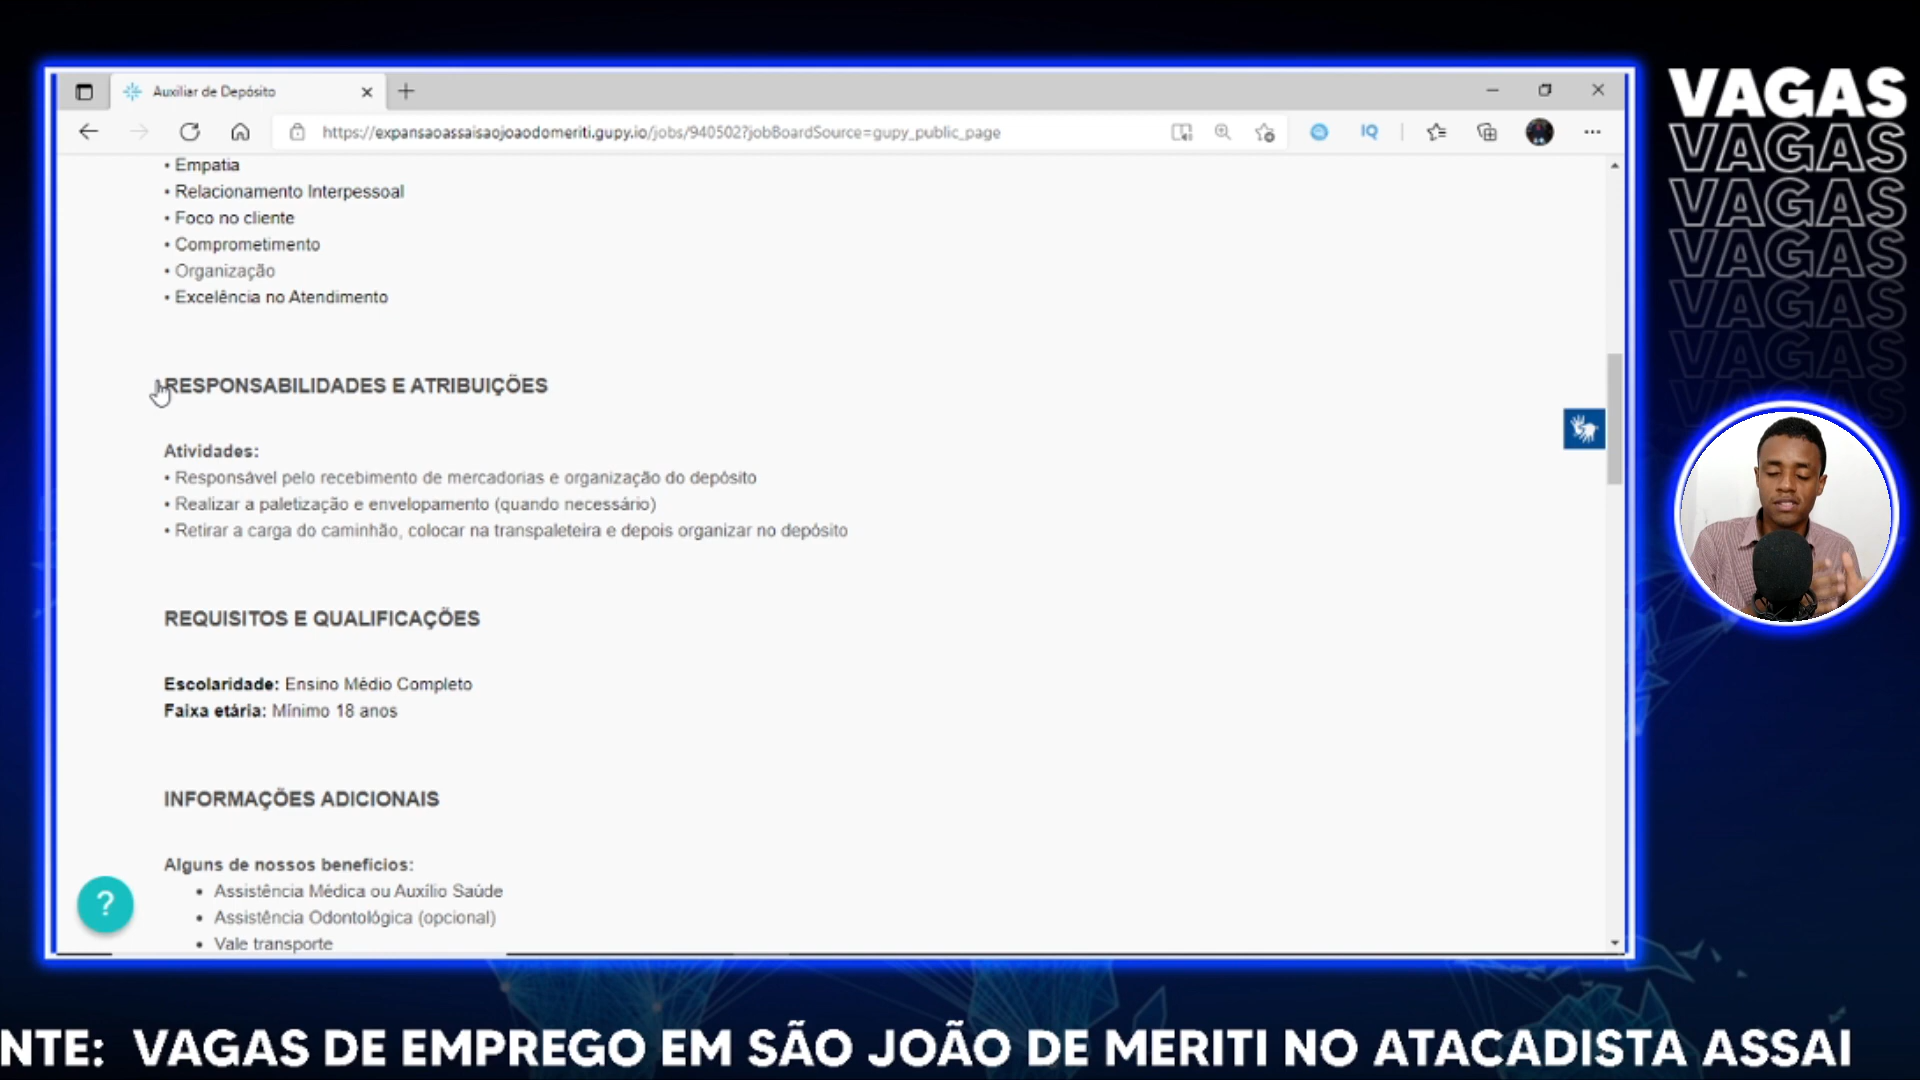 Auxiliar de Depósito
https://expansaoassaisaojoaodomeriti.gupy.io/jobs/940502?jobBoardSource=gupy_public_page
IQ
• Empatia
• Relacionamento Interpessoal
• Foco no cliente
• Comprometimento
• Organização
• Excelência no Atendimento
RESPONSABILIDADES E ATRIBUIÇÕES
Atividades:
• Responsável pelo recebimento de mercadorias e organização do depósito
• Realizar a paletização e envelopamento (quando necessário)
• Retirar a carga do caminhão, colocar na transpaleteira e depois organizar no depósito
REQUISITOS E QUALIFICAÇÕES
Escolaridade: Ensino Médio Completo
Faixa etária: Mínimo 18 anos
INFORMAÇÕES ADICIONAIS
Alguns de nossos benefícios:
• Assistência Médica ou Auxílio Saúde
• Assistência Odontológica (opcional)
• Vale transporte
?
VAGAS
VAGAS
VAGAS
VAGAS
VAGAS
VAGAS
VAGAS
NTE: VAGAS DE EMPREGO EM SÃO JOÃO DE MERITI NO ATACADISTA ASSAI